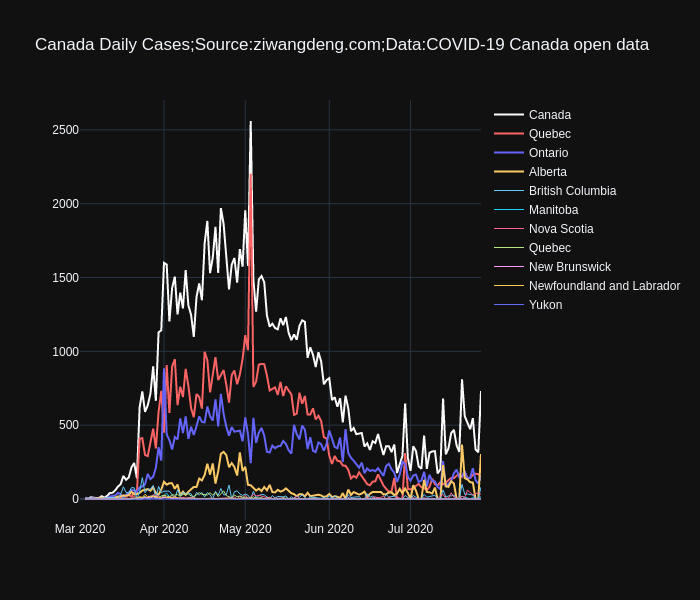 Canada Daily Cases;Source:ziwangdeng.com;Data:COVID-19 Canada open data
2500
2000
1500
1000
500
0
Mar 2020
Apr 2020
May 2020
Jun 2020
Jul 2020
Canada
Quebec
Ontario
Alberta
British Columbia
Manitoba
Nova Scotia
Quebec
New Brunswick
Newfoundland and Labrador
Yukon